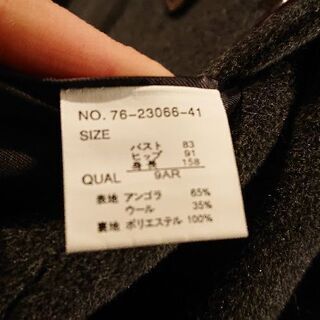 NO. 76-23066-41
SIZE
バスト 83
ヒップ 91
身長 158
QUAL 9AR
表地 アンゴラ 65%
ウール 35%
裏地 ポリエステル 100%